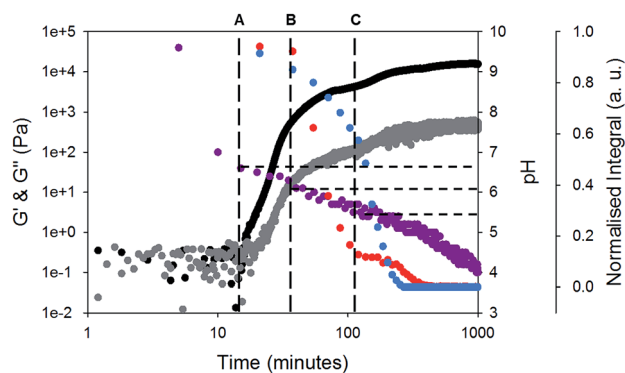 A B C
1e+5 10 1.0
1e+4 9 0.8
1e+3 8
1e+2 7 0.6
1e+1 6 0.4
1e+0 5 0.2
1e-1 4 0.0
1e-2 3
1 10 100 1000
Time (minutes)
G' & G" (Pa)
pH
Normalised Integral (a. u.)